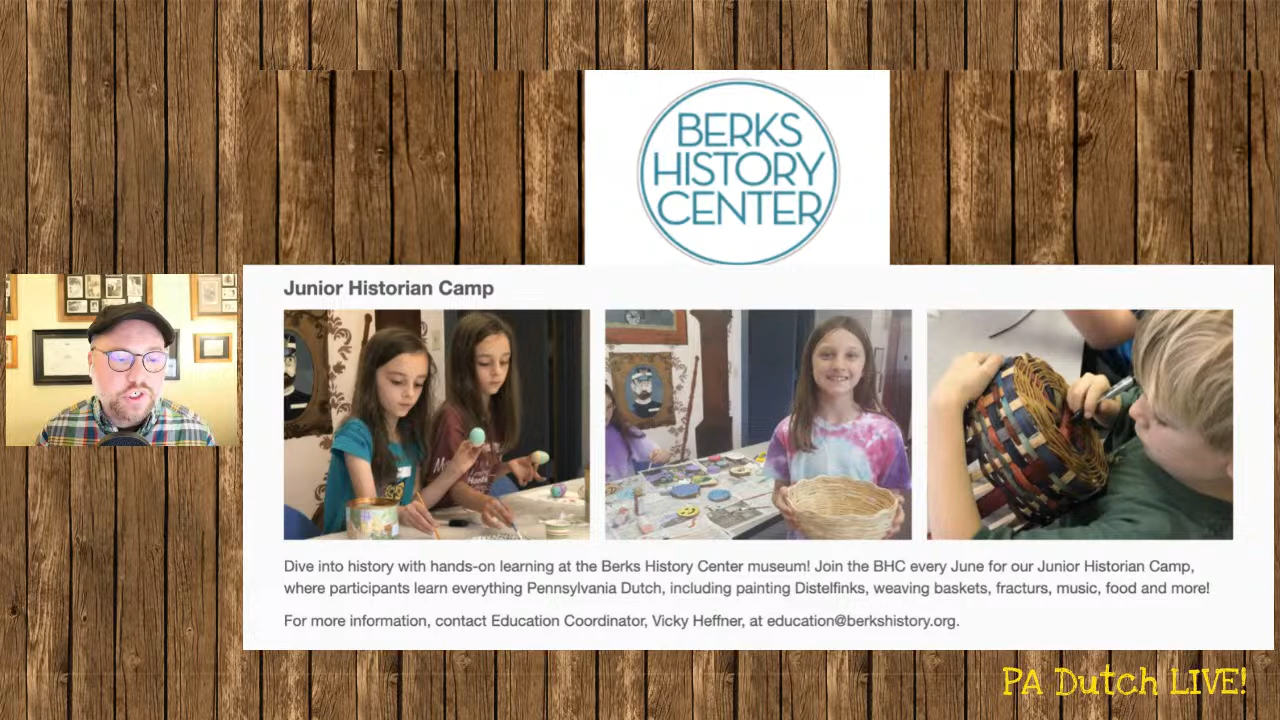 BERKS
HISTORY
CENTER
Junior Historian Camp
Dive into history with hands-on learning at the Berks History Center museum! Join the BHC every June for our Junior Historian Camp,
where participants learn everything Pennsylvania Dutch, including painting Distelfinks, weaving baskets, fracturs, music, food and more!
For more information, contact Education Coordinator, Vicky Heffner, at education@berkshistory.org.
PA Dutch LIVE!